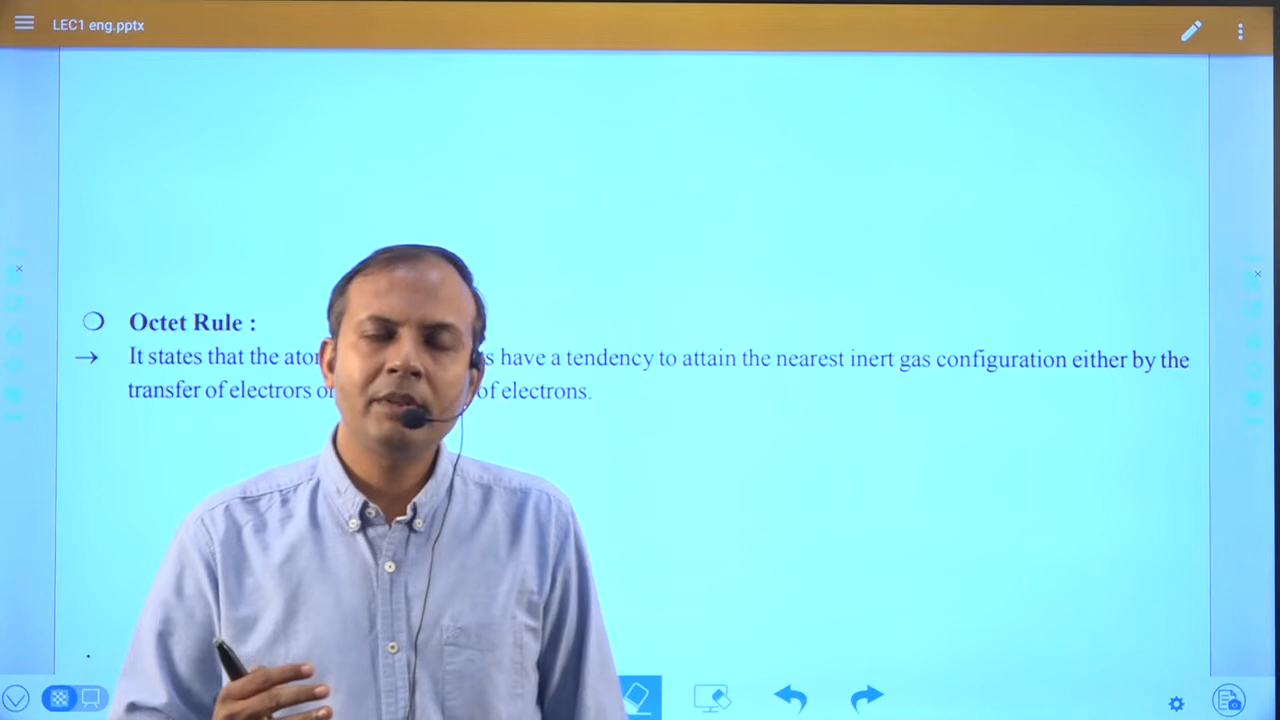 LEC1 eng.pptx
Octet Rule :
It states that the have a tendency to attain the nearest inert gas configuration either by the
transfer of electrors of electrons.